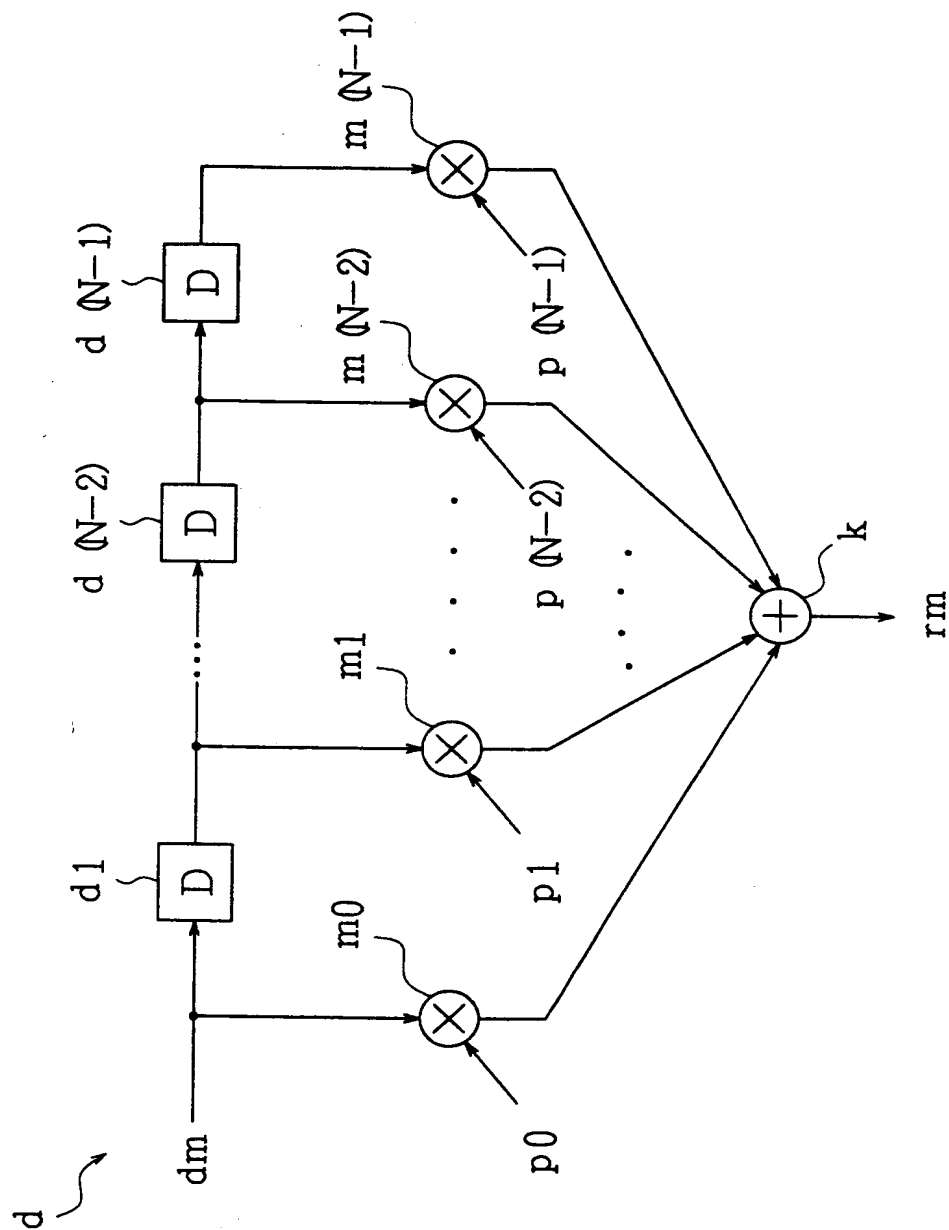 d
d1
d (N-2)
d (N-1)
dm
D
D
D
m0
m1
m (N-2)
m (N-1)
p0
p1
p (N-2)
p (N-1)
k
rm